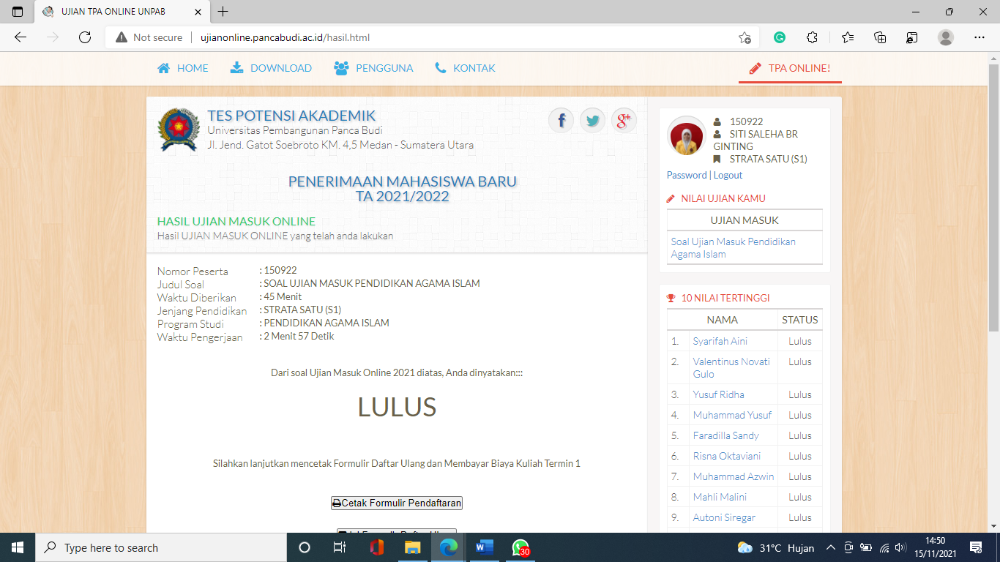 UJIAN TPA ONLINE UNPAB
Not secure
ujianonline.pancabudi.ac.id/hasil.html
HOME
DOWNLOAD
PENGGUNA
KONTAK
TPA ONLINE!
TES POTENSI AKADEMIK
Universitas Pembangunan Panca Budi
Jl. Jend. Gatot Soebroto KM. 4,5 Medan - Sumatera Utara
PENERIMAAN MAHASISWA BARU
TA 2021/2022
HASIL UJIAN MASUK ONLINE
Hasil UJIAN MASUK ONLINE yang telah anda lakukan
Nomor Peserta : 150922
Judul Soal : SOAL UJIAN MASUK PENDIDIKAN AGAMA ISLAM
Waktu Diberikan : 45 Menit
Jenjang Pendidikan : STRATA SATU (S1)
Program Studi : PENDIDIKAN AGAMA ISLAM
Waktu Pengerjaan : 2 Menit 57 Detik
Dari soal Ujian Masuk Online 2021 diatas, Anda dinyatakan:::
LULUS
Silahkan lanjutkan mencetak Formulir Daftar Ulang dan Membayar Biaya Kuliah Termin 1
Cetak Formulir Pendaftaran
150922
SITI SALEHA BR
GINTING
STRATA SATU (S1)
Password | Logout
NILAI UJIAN KAMU
UJIAN MASUK
Soal Ujian Masuk Pendidikan
Agama Islam
10 NILAI TERTINGGI
NAMA STATUS
1. Syarifah Aini Lulus
2. Valentinus Novati Lulus
Gulo
3. Yusuf Ridha Lulus
4. Muhammad Yusuf Lulus
5. Faradilla Sandy Lulus
6. Risna Oktaviani Lulus
7. Muhammad Azwin Lulus
8. Mahli Malini Lulus
9. Autoni Siregar Lulus
Type here to search
30
31°C Hujan
14:50
15/11/2021